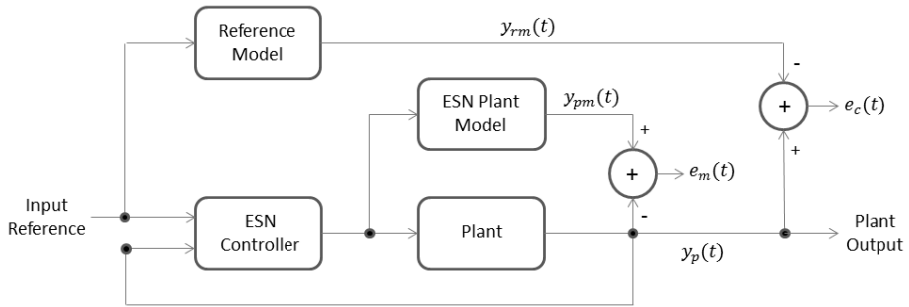 Reference
Model
y_rm(t)
-
+
e_c(t)
ESN Plant
Model
y_pm(t)
+
+
+
e_m(t)
-
Input
Reference
ESN
Controller
Plant
y_p(t)
Plant
Output